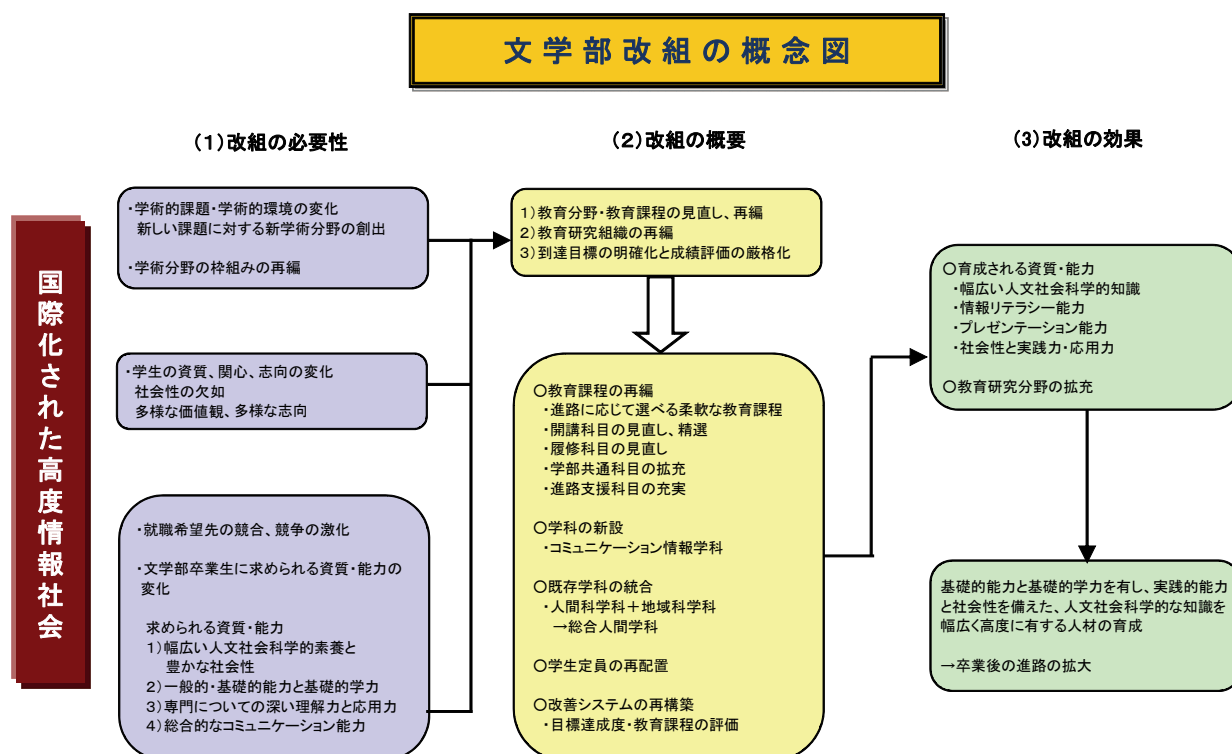 文学部改組の概念図
(1)改組の必要性
(2)改組の概要
(3)改組の効果
国際化された高度情報社会
・学術的課題・学術的環境の変化
新しい課題に対する新学術分野の創出
・学術分野の枠組みの再編
・学生の資質、関心、志向の変化
社会性の欠如
多様な価値観、多様な志向
・就職希望先の競合、競争の激化
・文学部卒業生に求められる資質・能力の
変化
求められる資質・能力
1)幅広い人文社会科学的素養と
豊かな社会性
2)一般的・基礎的能力と基礎的学力
3)専門についての深い理解力と応用力
4)総合的なコミュニケーション能力
1)教育分野・教育課程の見直し、再編
2)教育研究組織の再編
3)到達目標の明確化と成績評価の厳格化
〇教育課程の再編
・進路に応じて選べる柔軟な教育課程
・開講科目の見直し、精選
・履修科目の見直し
・学部共通科目の拡充
・進路支援科目の充実
〇学科の新設
・コミュニケーション情報学科
〇既存学科の統合
・人間科学科+地域科学科
→総合人間学科
〇学生定員の再配置
〇改善システムの再構築
・目標達成度・教育課程の評価
〇育成される資質・能力
・幅広い人文社会科学的知識
・情報リテラシー能力
・プレゼンテーション能力
・社会性と実践力・応用力
〇教育研究分野の拡充
基礎的能力と基礎的学力を有し、実践的能力
と社会性を備えた、人文社会科学的な知識を
幅広く高度に有する人材の育成
→卒業後の進路の拡大